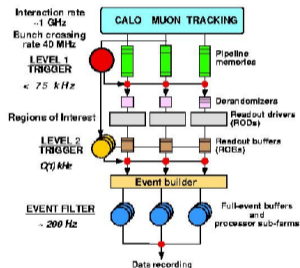 Interaction rate
~1 GHz
Bunch crossing
rate 40 MHz
CALO MUON TRACKING
LEVEL 1
TRIGGER
< 75 kHz
Pipeline
memories
Derandomizers
Regions of Interest
Readout drivers
(RODs)
LEVEL 2
TRIGGER
O(1) kHz
Readout buffers
(ROBs)
Event builder
EVENT FILTER
~ 200 Hz
Full-event buffers
and
processor sub-farms
Data recording